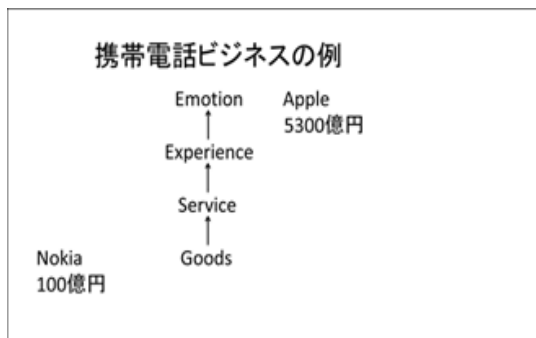 携帯電話ビジネスの例
Emotion
Apple
5300億円
Experience
Service
Goods
Nokia
100億円